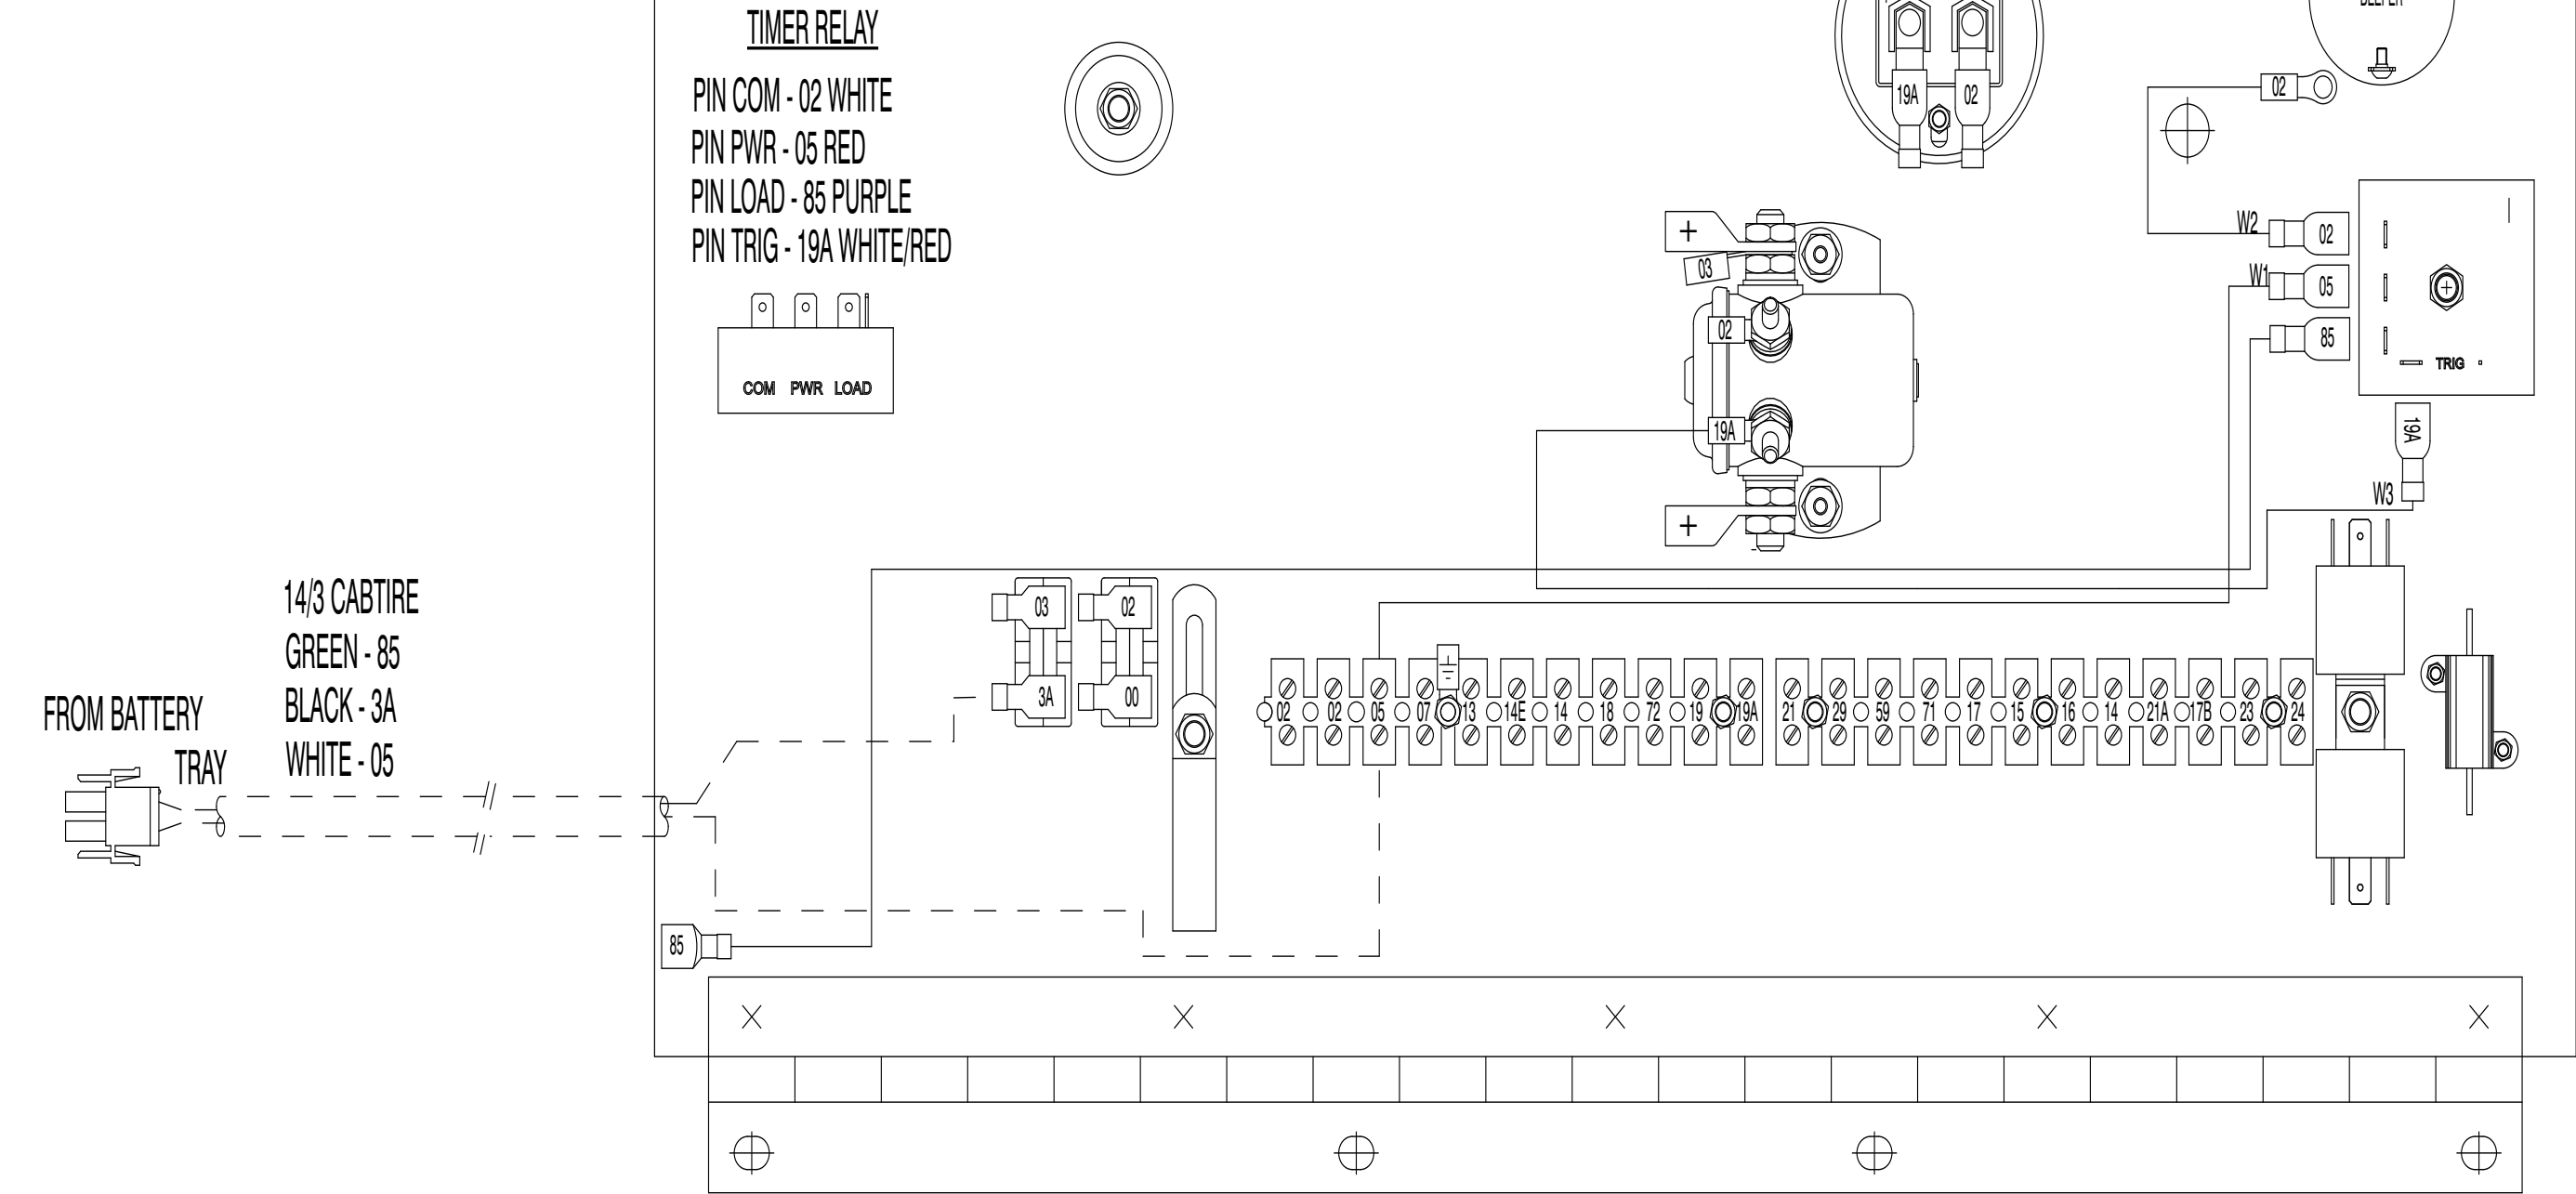 TIMER RELAY
PIN COM - 02 WHITE
PIN PWR - 05 RED
PIN LOAD - 85 PURPLE
PIN TRIG - 19A WHITE/RED
COM PWR LOAD
19A 02
02
W2 02
W1 05
85
TRIG
19A
W3
+
03
02
19A
+
14/3 CABTIRE
GREEN - 85
BLACK - 3A
WHITE - 05
FROM BATTERY
TRAY
03 02
3A 00
02 02 05 07 13 14E 14 18 72 19 19A 21 29 59 71 17 15 16 14 21A 17B 23 24
85